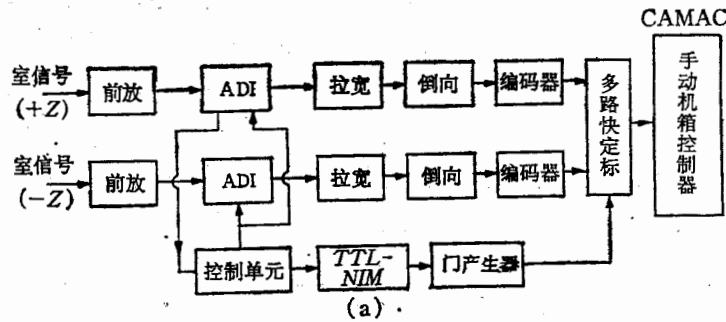 CAMAC
室信号
(+Z)
前放
ADI
拉宽
倒向
编码器
多路快定标
手动机箱控制器
室信号
(-Z)
前放
ADI
拉宽
倒向
编码器
控制单元
TTL-
NIM
门产生器
(a)